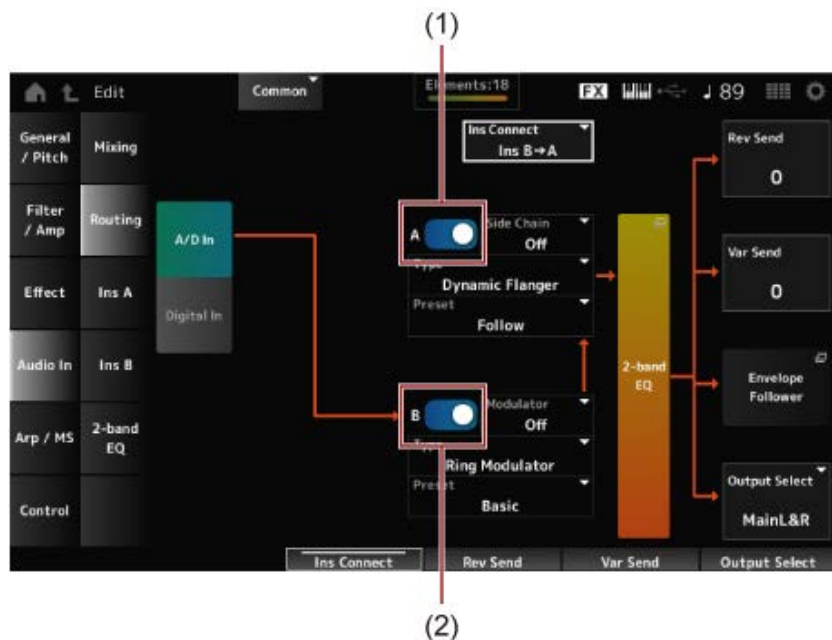 (1)
Edit
Common
Elements:18
FX
89
General / Pitch
Mixing
Ins Connect
Ins B→A
Rev Send
0
Filter / Amp
Routing
A/D In
A
Side Chain
Off
Type
Dynamic Flanger
Preset
Follow
Var Send
0
Effect
Ins A
Digital In
Audio In
Ins B
2-band EQ
Envelope Follower
B
Modulator
Off
Type
Ring Modulator
Preset
Basic
Arp / MS
2-band EQ
Control
Output Select
MainL&R
Ins Connect
Rev Send
Var Send
Output Select
(2)